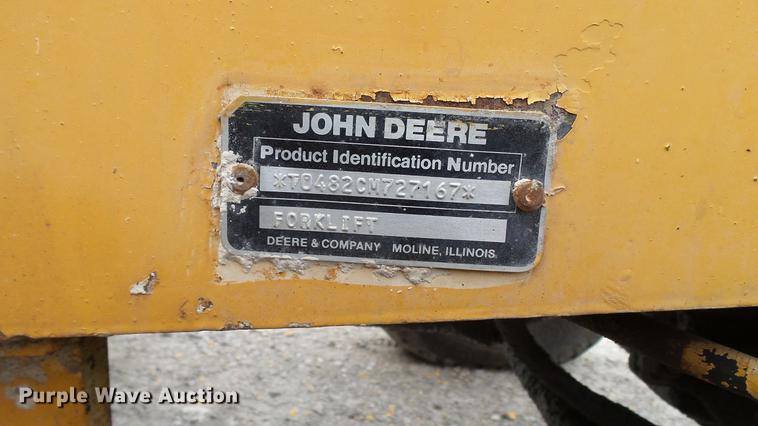 JOHN DEERE
Product Identification Number
*T0482CM727167*
FORKLIFT
DEERE & COMPANY MOLINE, ILLINOIS
Purple Wave Auction